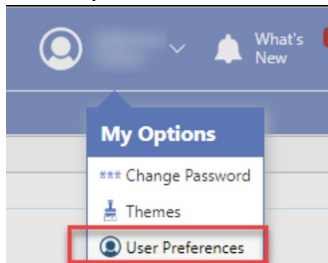 What's
New
My Options
*** Change Password
Themes
User Preferences